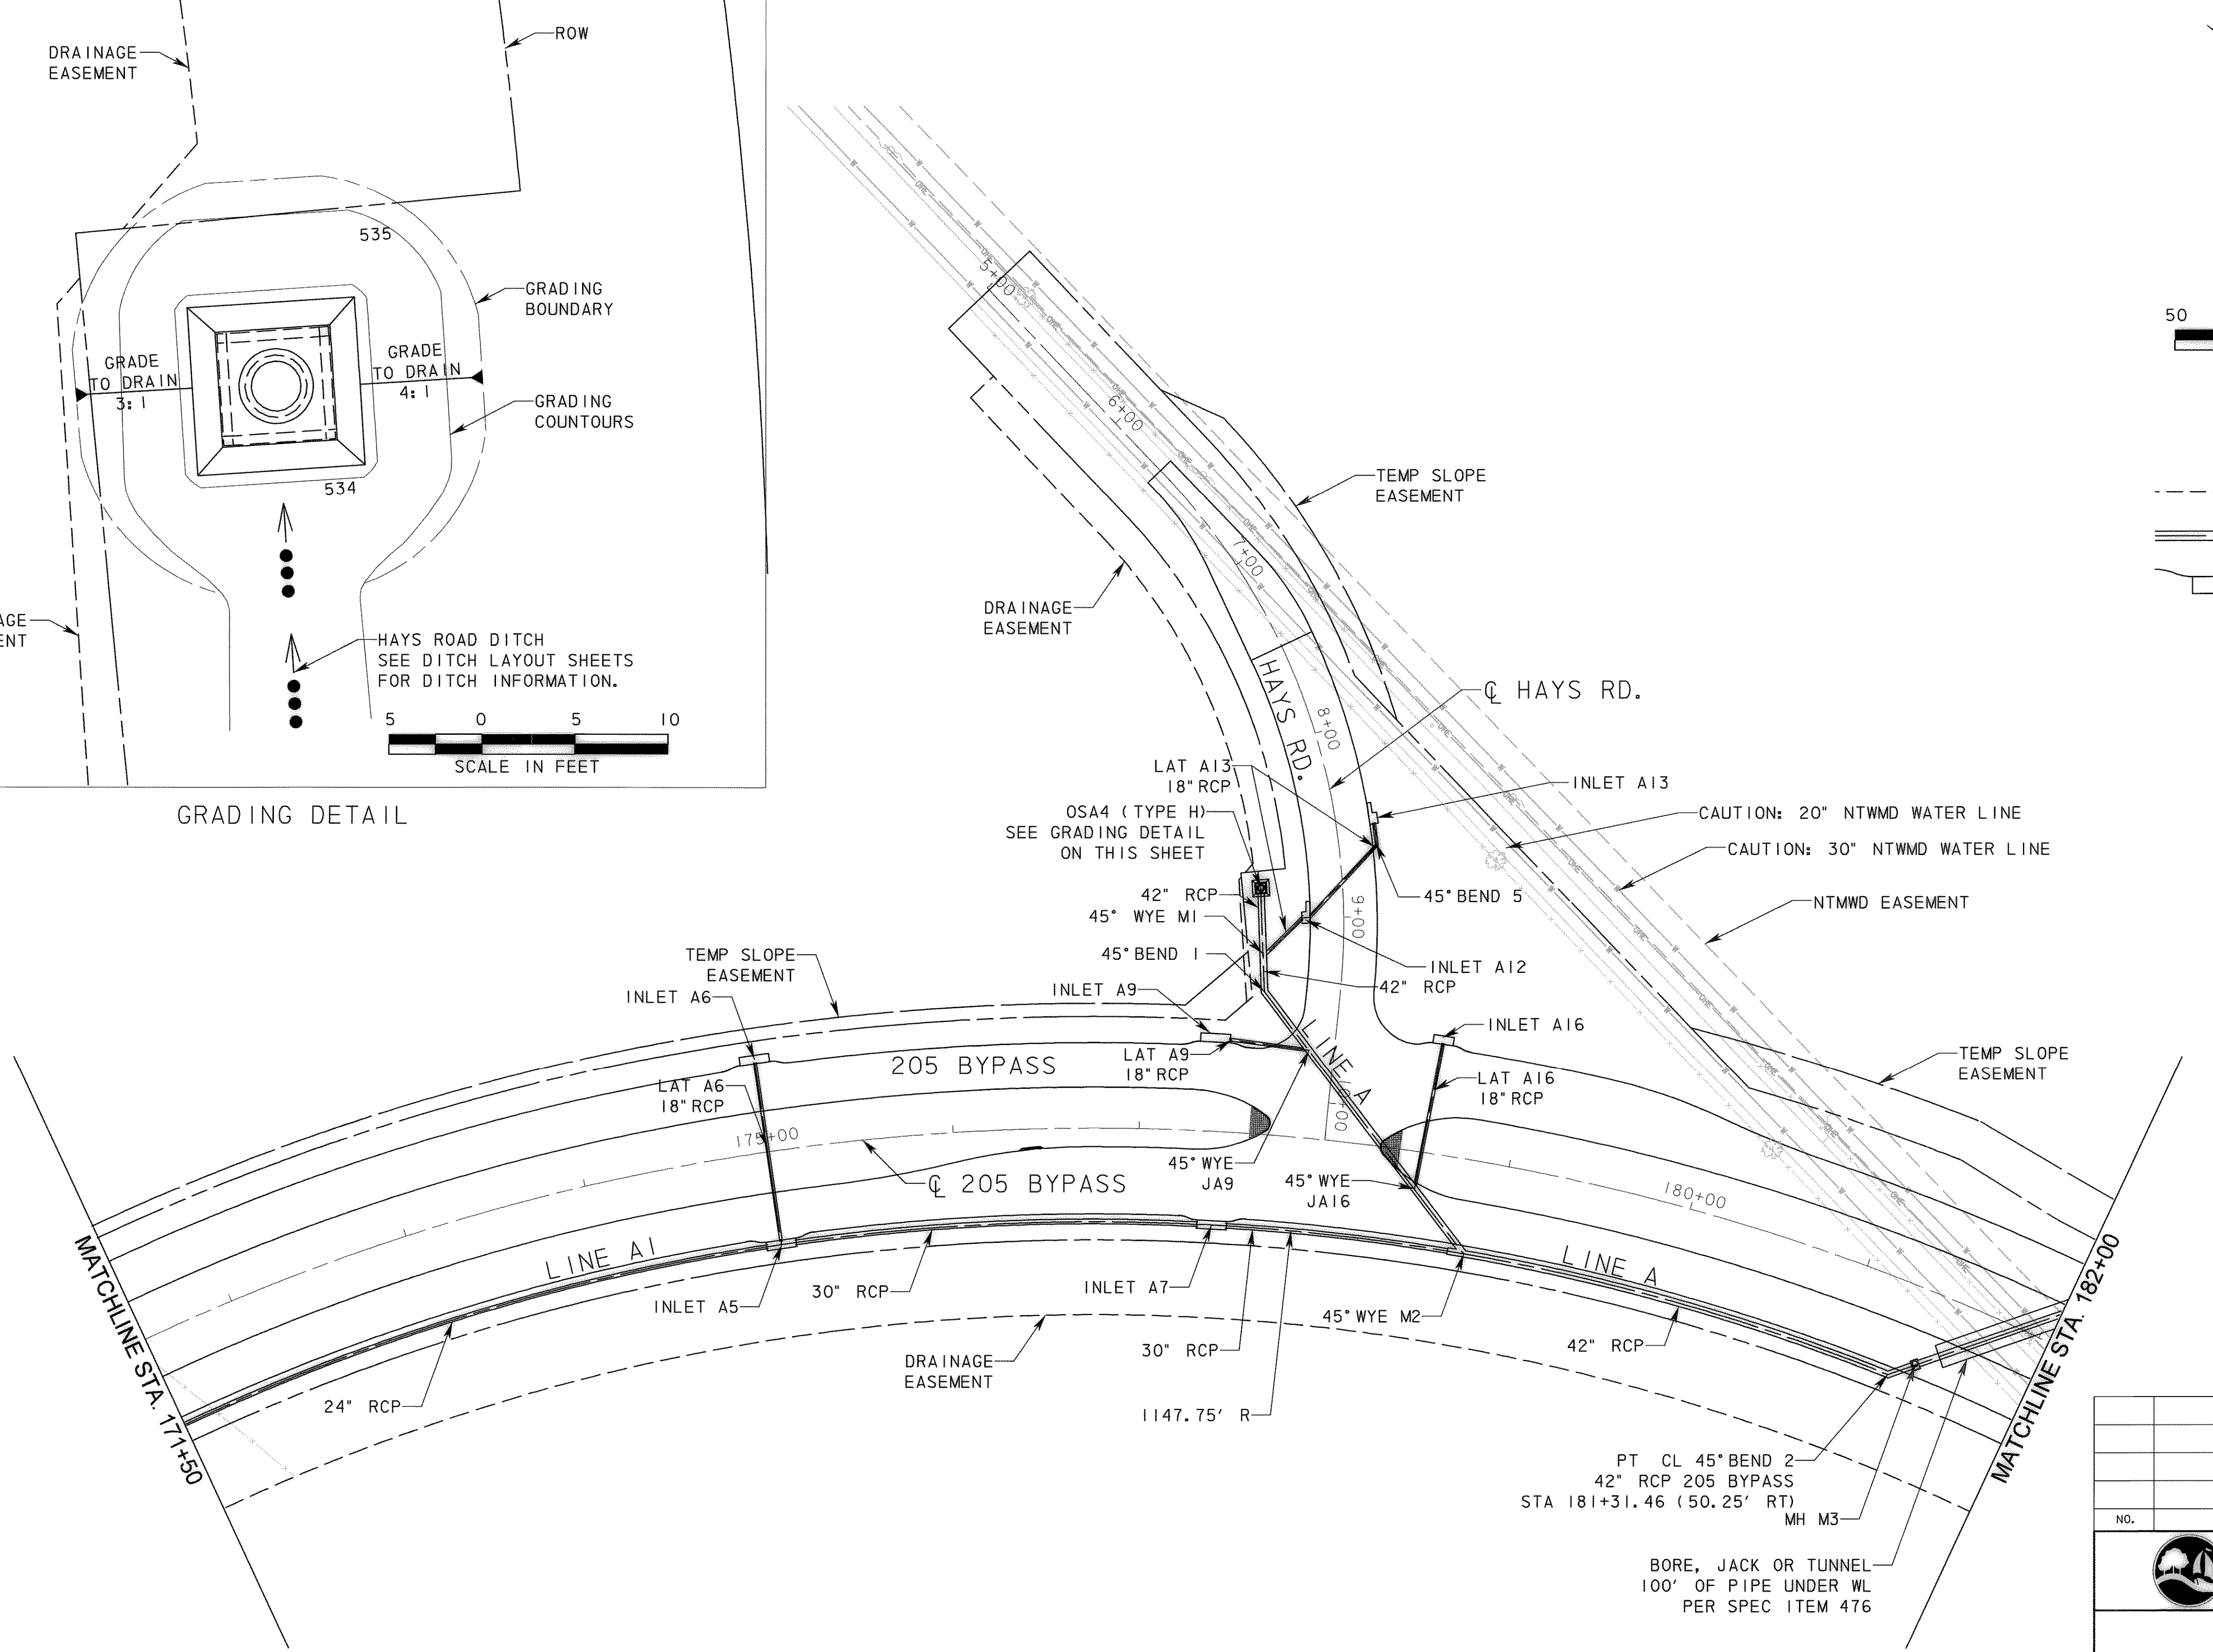 DRAINAGE
EASEMENT
ROW
535
GRADING
BOUNDARY
GRADE
TO DRAIN
3:1
GRADE
TO DRAIN
4:1
GRADING
COUNTOURS
534
AGE
ENT
HAYS ROAD DITCH
SEE DITCH LAYOUT SHEETS
FOR DITCH INFORMATION.
5 0 5 10
SCALE IN FEET
GRADING DETAIL
50
5+00
6+00
7+00
8+00
9+00
TEMP SLOPE
EASEMENT
DRAINAGE
EASEMENT
HAYS RD.
℄ HAYS RD.
LAT A13
18" RCP
OSA4 (TYPE H)
SEE GRADING DETAIL
ON THIS SHEET
42" RCP
45° WYE M1
45° BEND 1
INLET A13
CAUTION: 20" NTWMD WATER LINE
CAUTION: 30" NTWMD WATER LINE
45° BEND 5
NTMWD EASEMENT
INLET A12
42" RCP
TEMP SLOPE
EASEMENT
INLET A6
INLET A9
INLET A16
LAT A9
18" RCP
205 BYPASS
LINE A
10+00
LAT A6
18" RCP
LAT A16
18" RCP
TEMP SLOPE
EASEMENT
175+00
℄ 205 BYPASS
45° WYE
JA9
45° WYE
JA16
180+00
LINE A1
LINE A
INLET A5
30" RCP
INLET A7
45° WYE M2
30" RCP
42" RCP
DRAINAGE
EASEMENT
24" RCP
1147.75' R
MATCHLINE STA. 171+50
MATCHLINE STA. 182+00
PT CL 45° BEND 2
42" RCP 205 BYPASS
STA 181+31.46 (50.25' RT)
MH M3
BORE, JACK OR TUNNEL
100' OF PIPE UNDER WL
PER SPEC ITEM 476
NO.